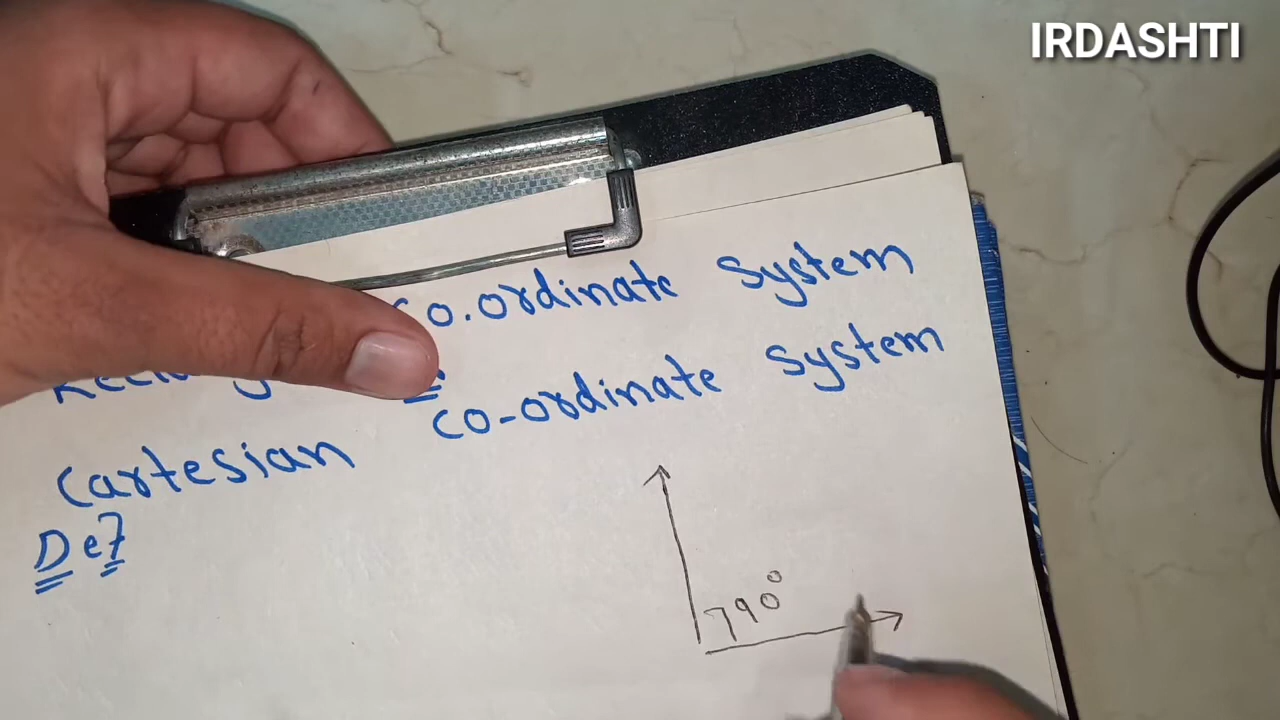 IRDASHTI
Co.ordinate System
Co-ordinate System
Cartesian
Def
90°